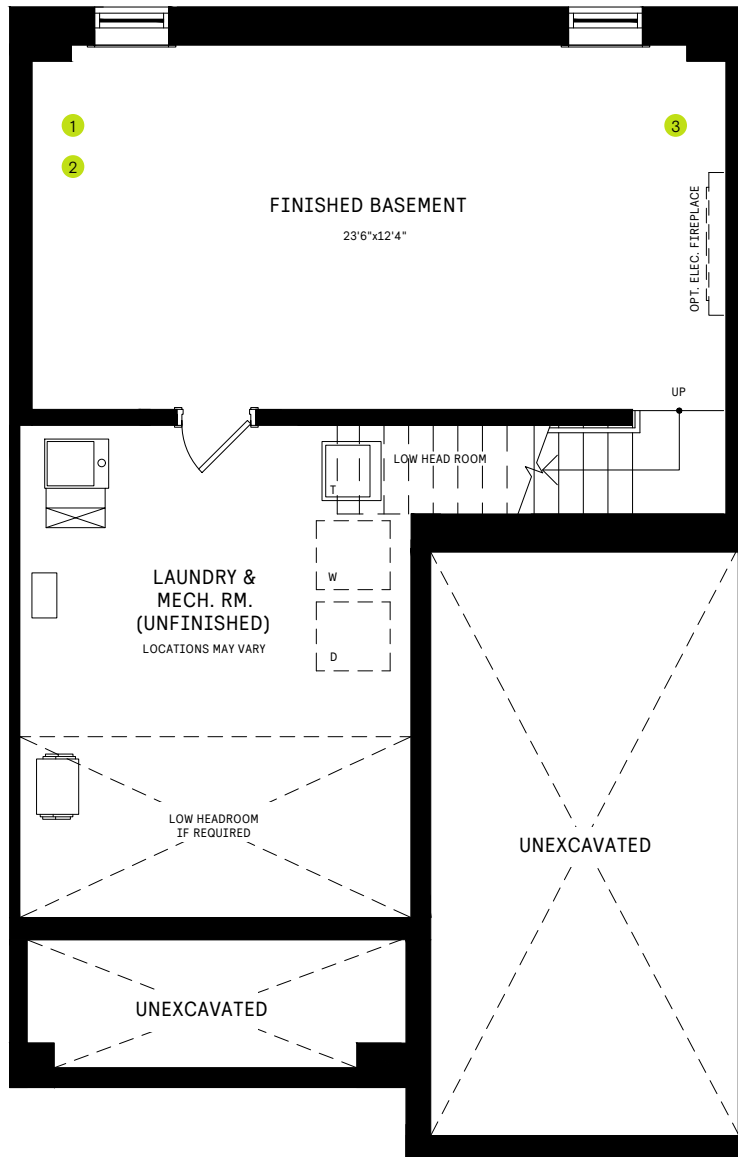 1
3
2
FINISHED BASEMENT
23'6"x12'4"
OPT. ELEC. FIREPLACE
UP
LOW HEAD ROOM
T
W
LAUNDRY &
MECH. RM.
(UNFINISHED)
LOCATIONS MAY VARY
D
LOW HEADROOM
IF REQUIRED
UNEXCAVATED
UNEXCAVATED